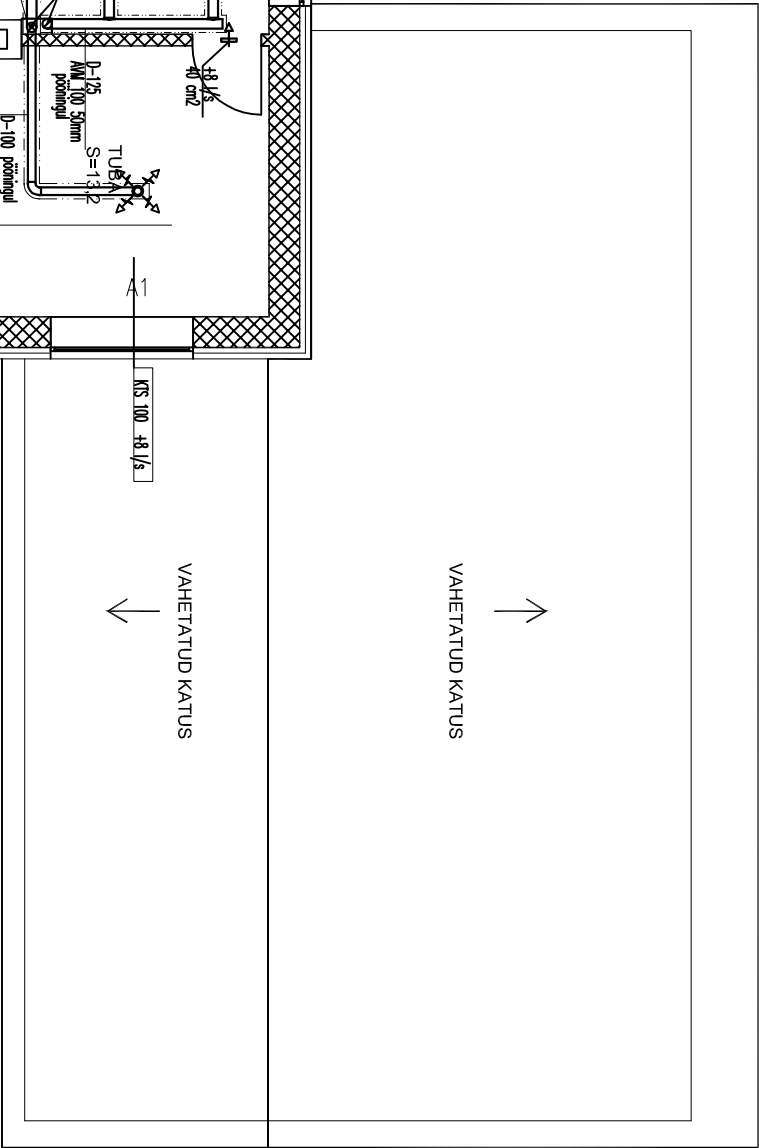 +8 l/s
40 cm2
D-125
AVM 100 50mm
pööningul
TUBA
S=13,2
D-100 pööningul
A1
KTS 100 +8 l/s
VAHETATUD KATUS
VAHETATUD KATUS